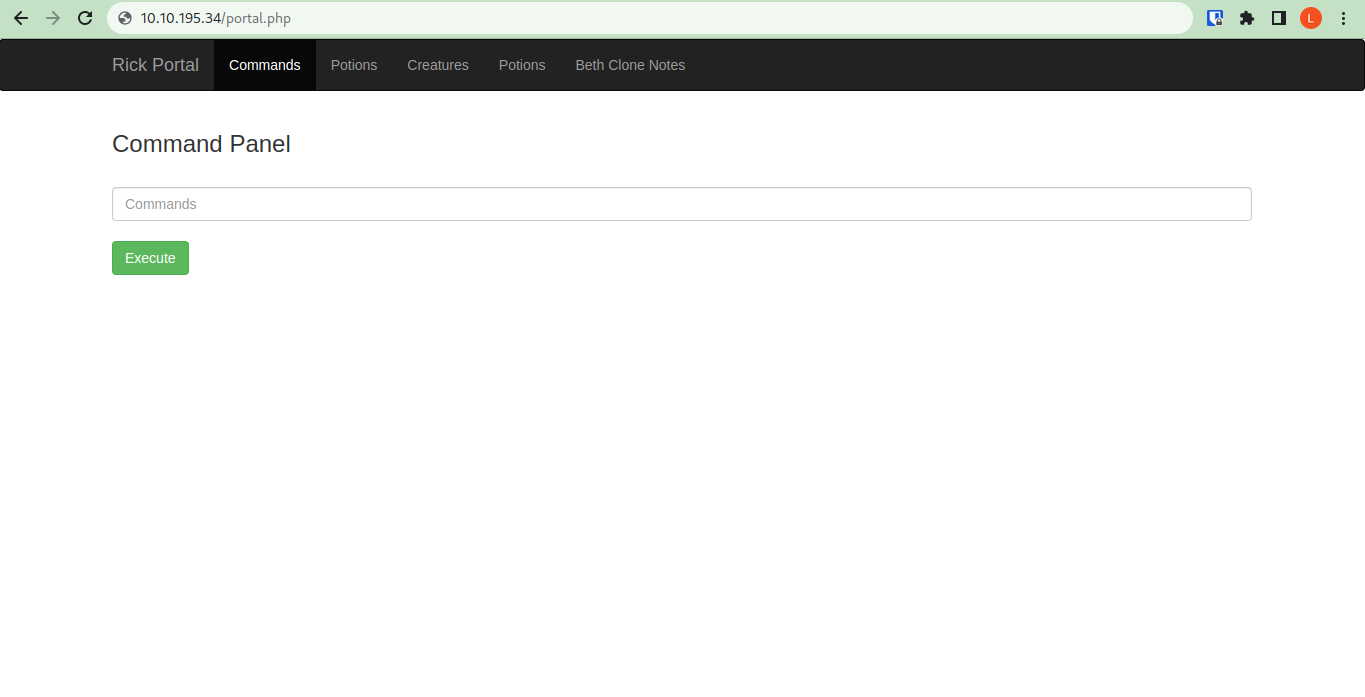 10.10.195.34/portal.php
L
Rick Portal Commands Potions Creatures Potions Beth Clone Notes
Command Panel
Commands
Execute